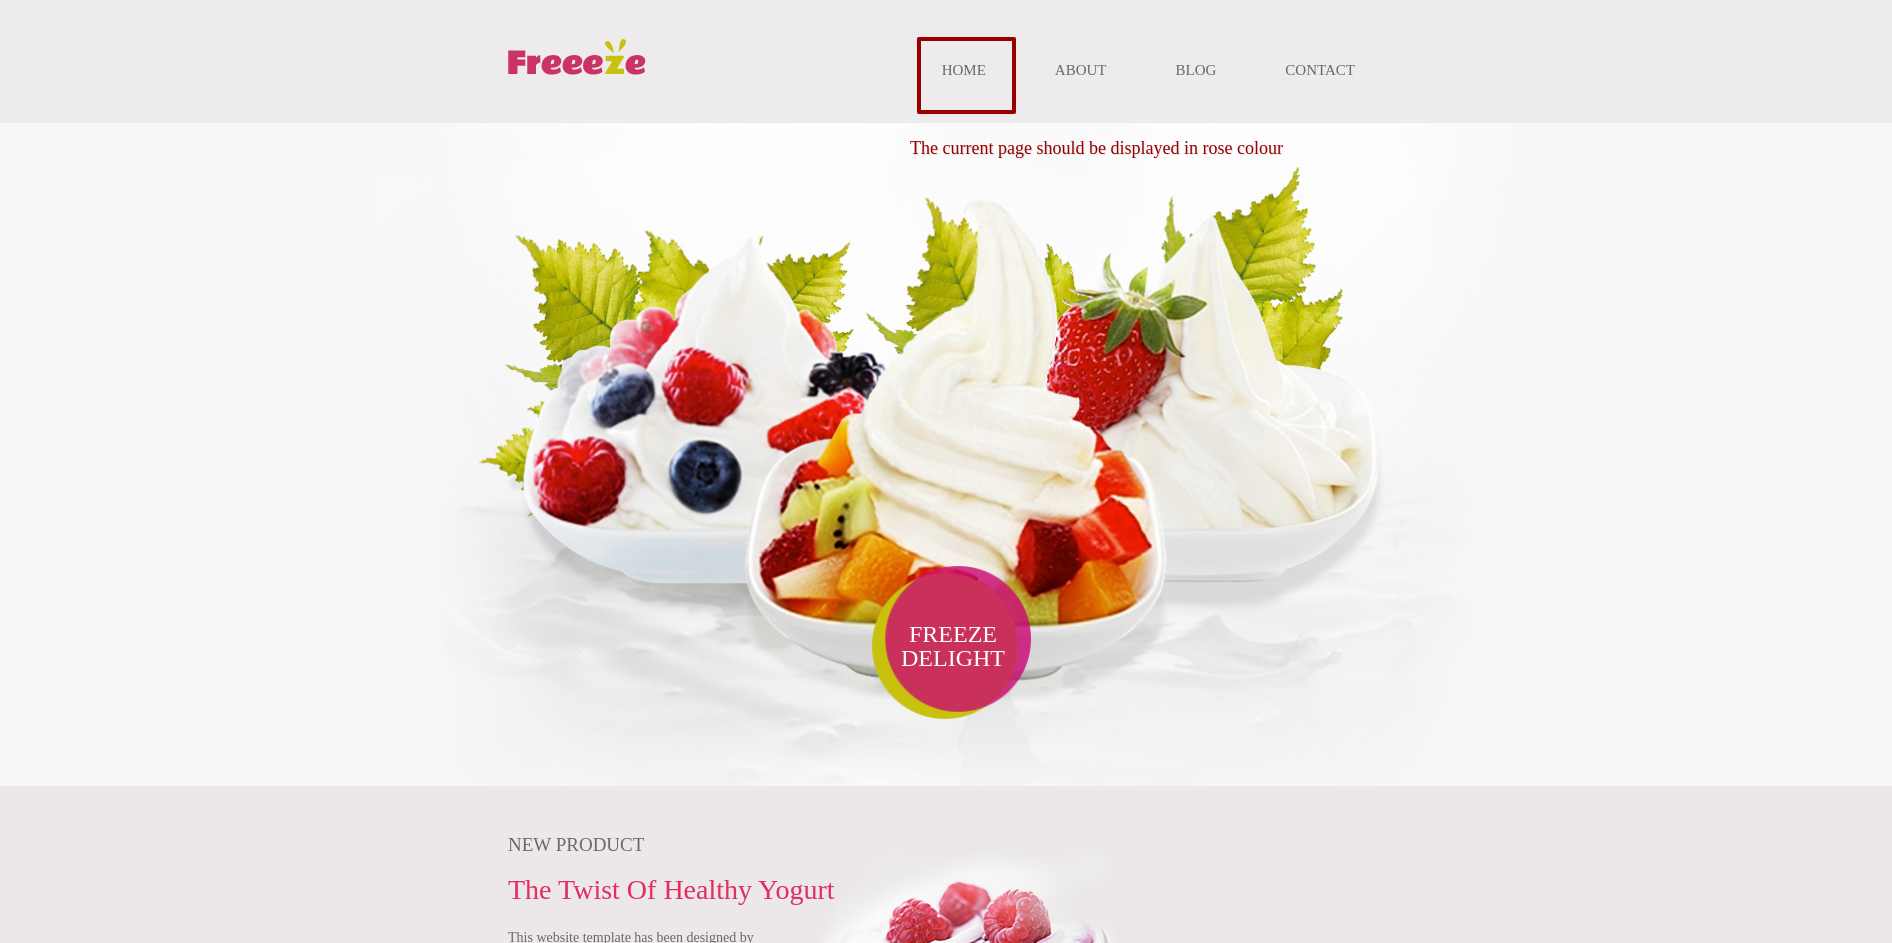 Freeeze
HOME ABOUT BLOG CONTACT
The current page should be displayed in rose colour
FREEZE
DELIGHT
NEW PRODUCT
The Twist Of Healthy Yogurt
This website template has been designed by